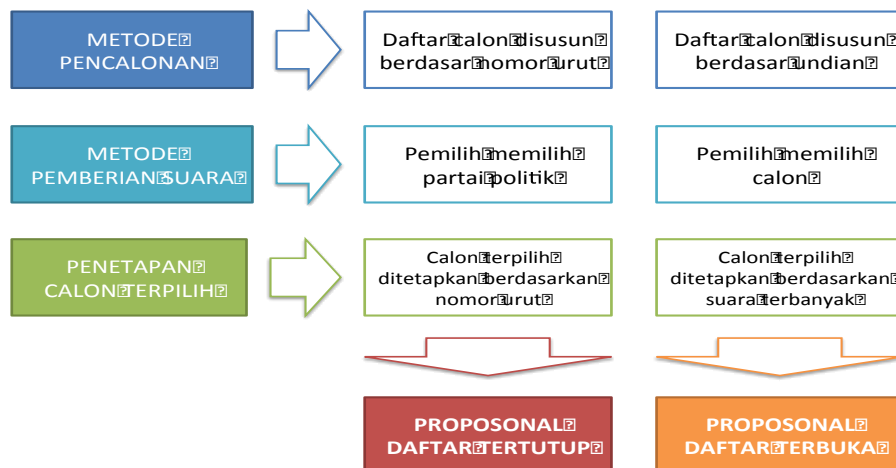 METODE
PENCALONAN
Daftar calon disusun
berdasar nomor urut
Daftar calon disusun
berdasar undian
METODE
PEMBERIAN SUARA
Pemilih memilih
partai politik
Pemilih memilih
calon
PENETAPAN
CALON TERPILIH
Calon terpilih
ditetapkan berdasarkan
nomor urut
Calon terpilih
ditetapkan berdasarkan
suara terbanyak
PROPOSONAL
DAFTAR TERTUTUP
PROPOSONAL
DAFTAR TERBUKA